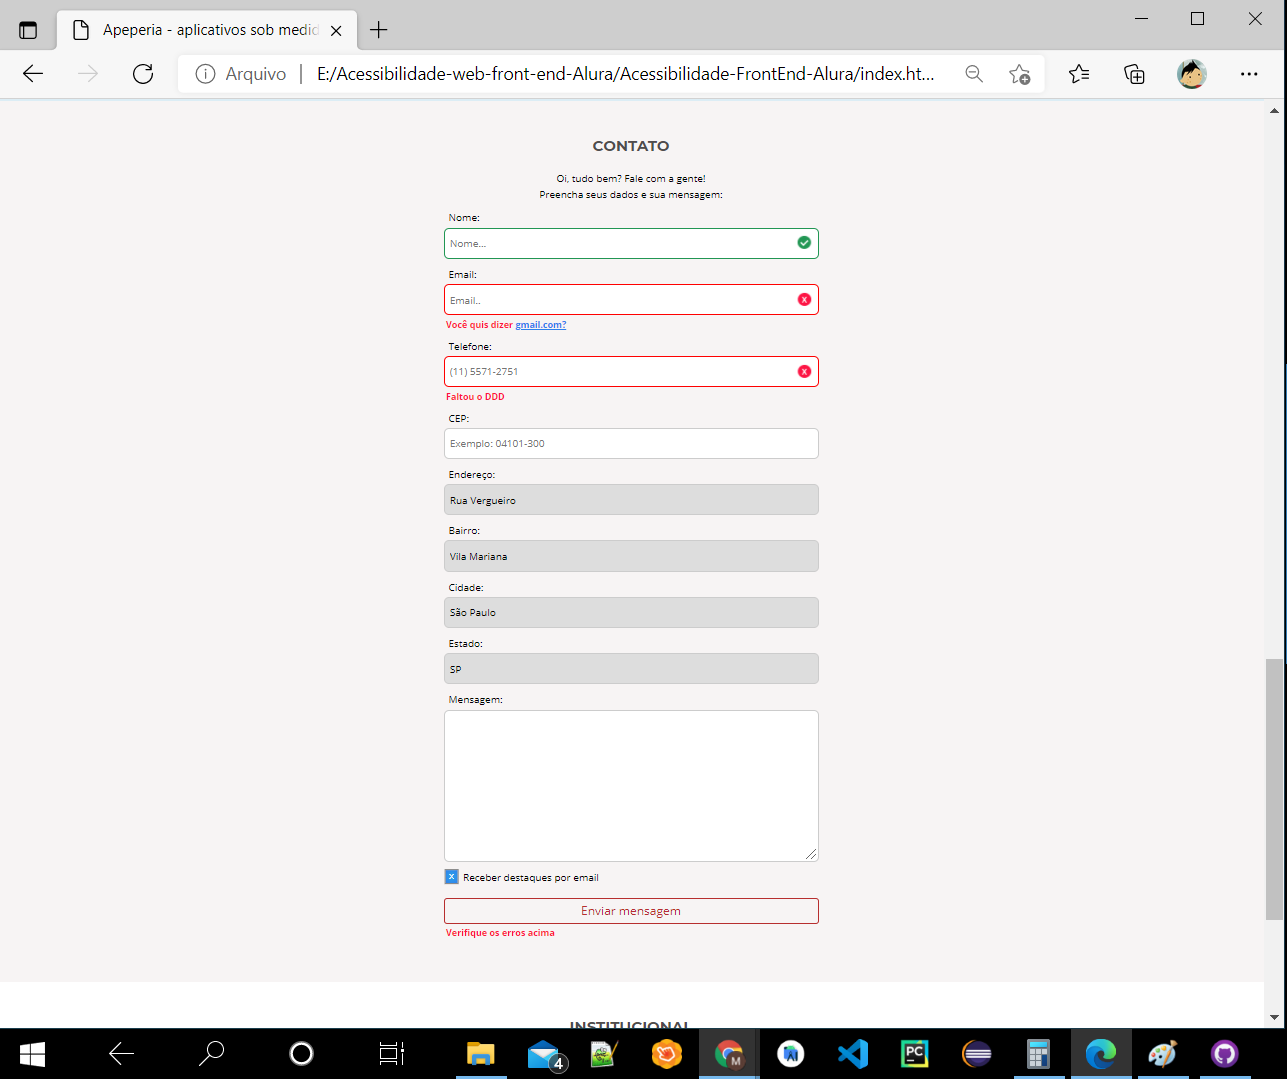 Apeperia - aplicativos sob medid
Arquivo
E:/Acessibilidade-web-front-end-Alura/Acessibilidade-FrontEnd-Alura/index.ht...
CONTATO
Oi, tudo bem? Fale com a gente!
Preencha seus dados e sua mensagem:
Nome:
Nome...
Email:
Email..
x
Você quis dizer gmail.com?
Telefone:
(11) 5571-2751
x
Faltou o DDD
CEP:
Exemplo: 04101-300
Endereço:
Rua Vergueiro
Bairro:
Vila Mariana
Cidade:
São Paulo
Estado:
SP
Mensagem:
x Receber destaques por email
Enviar mensagem
Verifique os erros acima
INSTITUCIONAL
4
M
PC